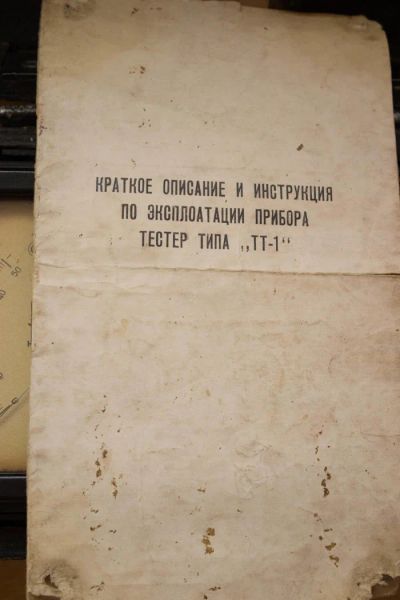 КРАТКОЕ ОПИСАНИЕ И ИНСТРУКЦИЯ
ПО ЭКСПЛОАТАЦИИ ПРИБОРА
ТЕСТЕР ТИПА „ТТ-1“